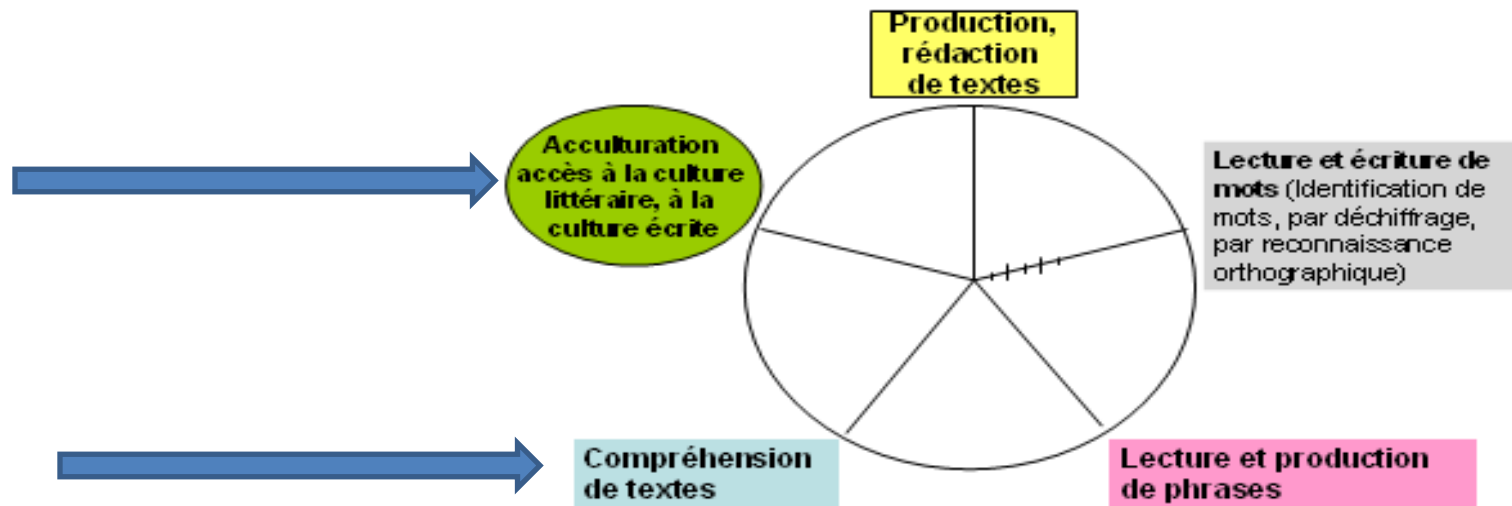 Production,
rédaction
de textes
Acculturation
accès à la culture
littéraire, à la
culture écrite
Lecture et écriture de
mots (Identification de
mots, par déchiffrage,
par reconnaissance
orthographique)
Compréhension
de textes
Lecture et production
de phrases